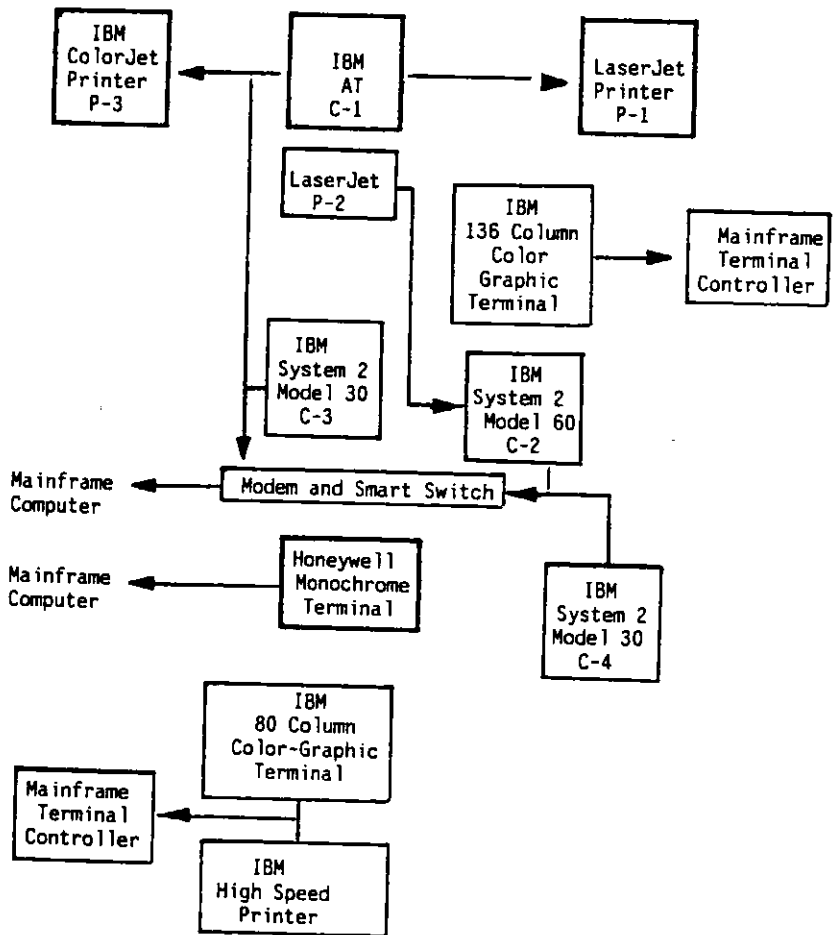 IBM
ColorJet
Printer
P-3
IBM
AT
C-1
LaserJet
Printer
P-1
LaserJet
P-2
IBM
136 Column
Color
Graphic
Terminal
Mainframe
Terminal
Controller
IBM
System 2
Model 30
C-3
IBM
System 2
Model 60
C-2
Mainframe
Computer
Modem and Smart Switch
Mainframe
Computer
Honeywell
Monochrome
Terminal
IBM
System 2
Model 30
C-4
IBM
80 Column
Color-Graphic
Terminal
Mainframe
Terminal
Controller
IBM
High Speed
Printer